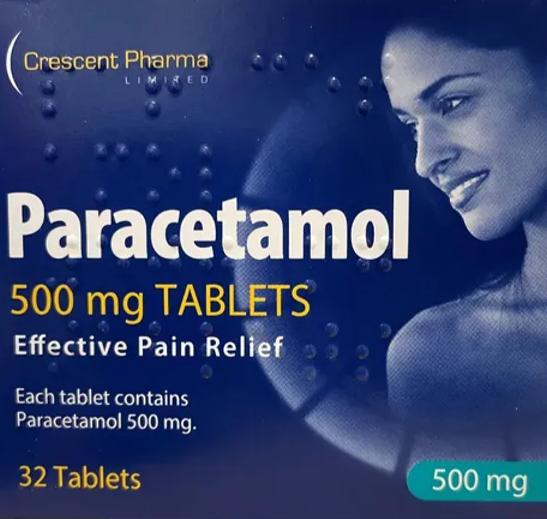 Crescent Pharma
LIMITED
Paracetamol
500 mg TABLETS
Effective Pain Relief
Each tablet contains
Paracetamol 500 mg.
32 Tablets
500 mg